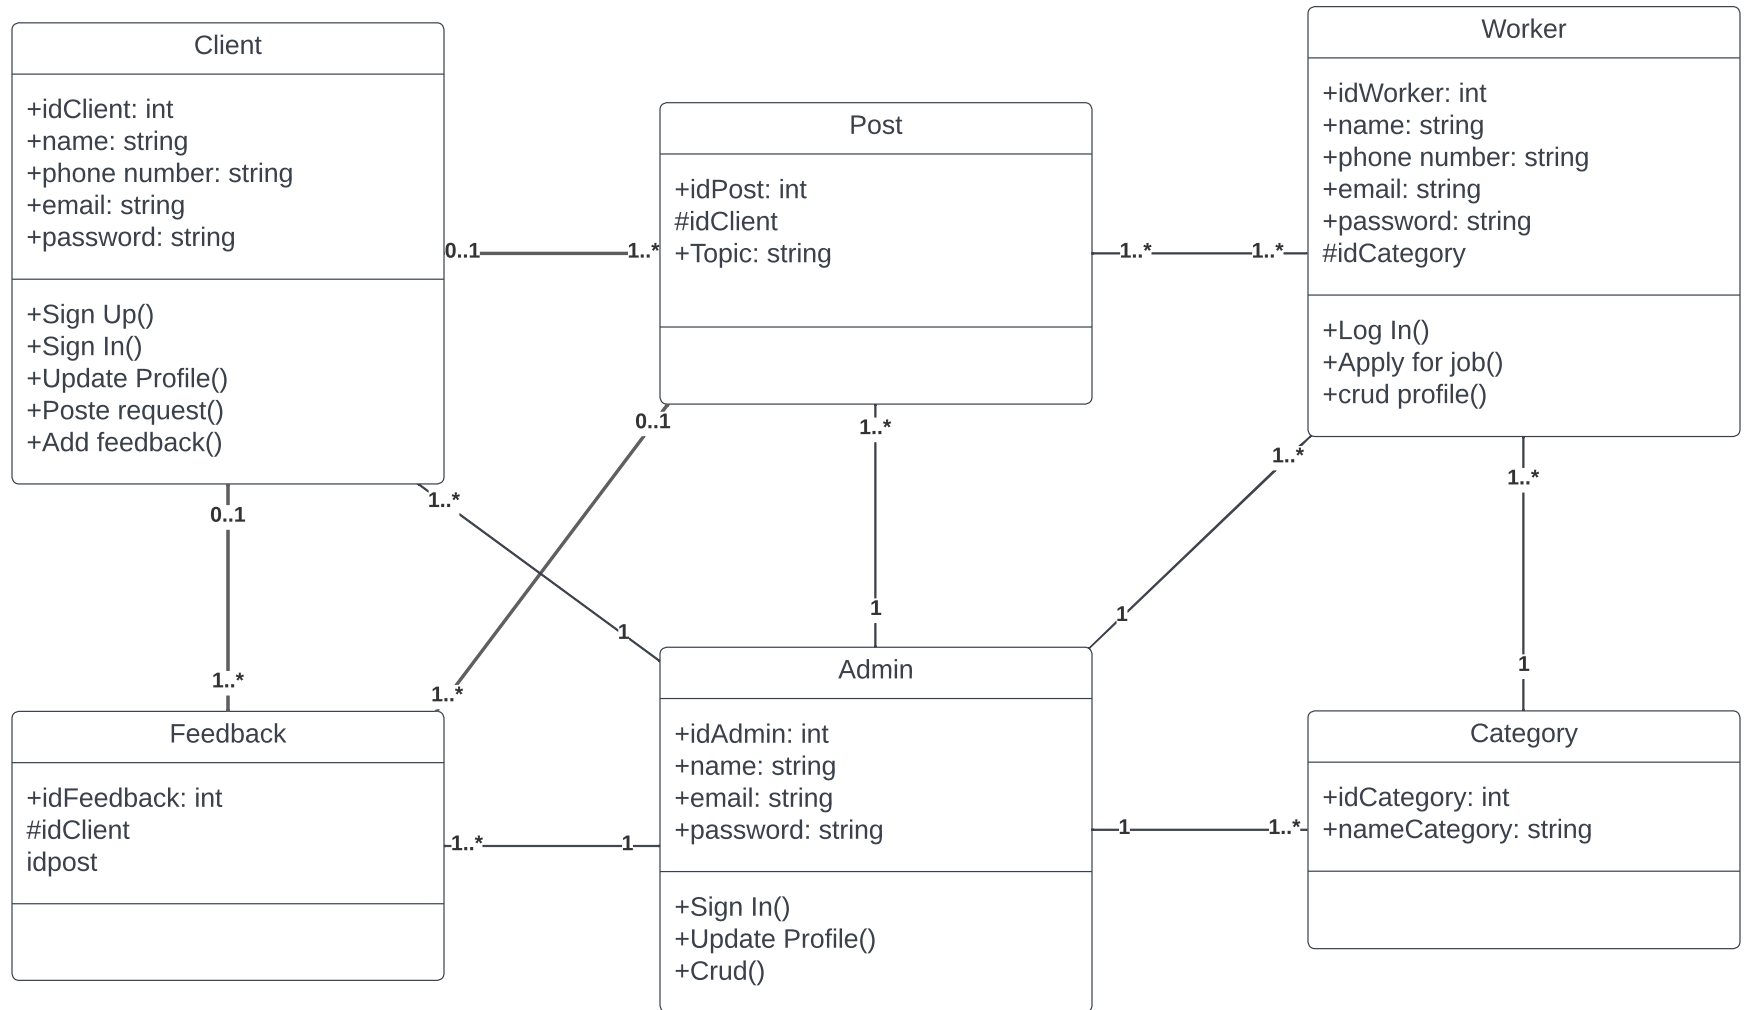 Client
+idClient: int
+name: string
+phone number: string
+email: string
+password: string
+Sign Up()
+Sign In()
+Update Profile()
+Poste request()
+Add feedback()
Post
+idPost: int
#idClient
+Topic: string
Worker
+idWorker: int
+name: string
+phone number: string
+email: string
+password: string
#idCategory
+Log In()
+Apply for job()
+crud profile()
0..1
1..*
1..*
1..*
0..1
1..*
1..*
1..*
1..*
0..1
1
1
1
1..*
1..*
1
Feedback
+idFeedback: int
#idClient
idpost
1..*
1
Admin
+idAdmin: int
+name: string
+email: string
+password: string
+Sign In()
+Update Profile()
+Crud()
1
1..*
Category
+idCategory: int
+nameCategory: string